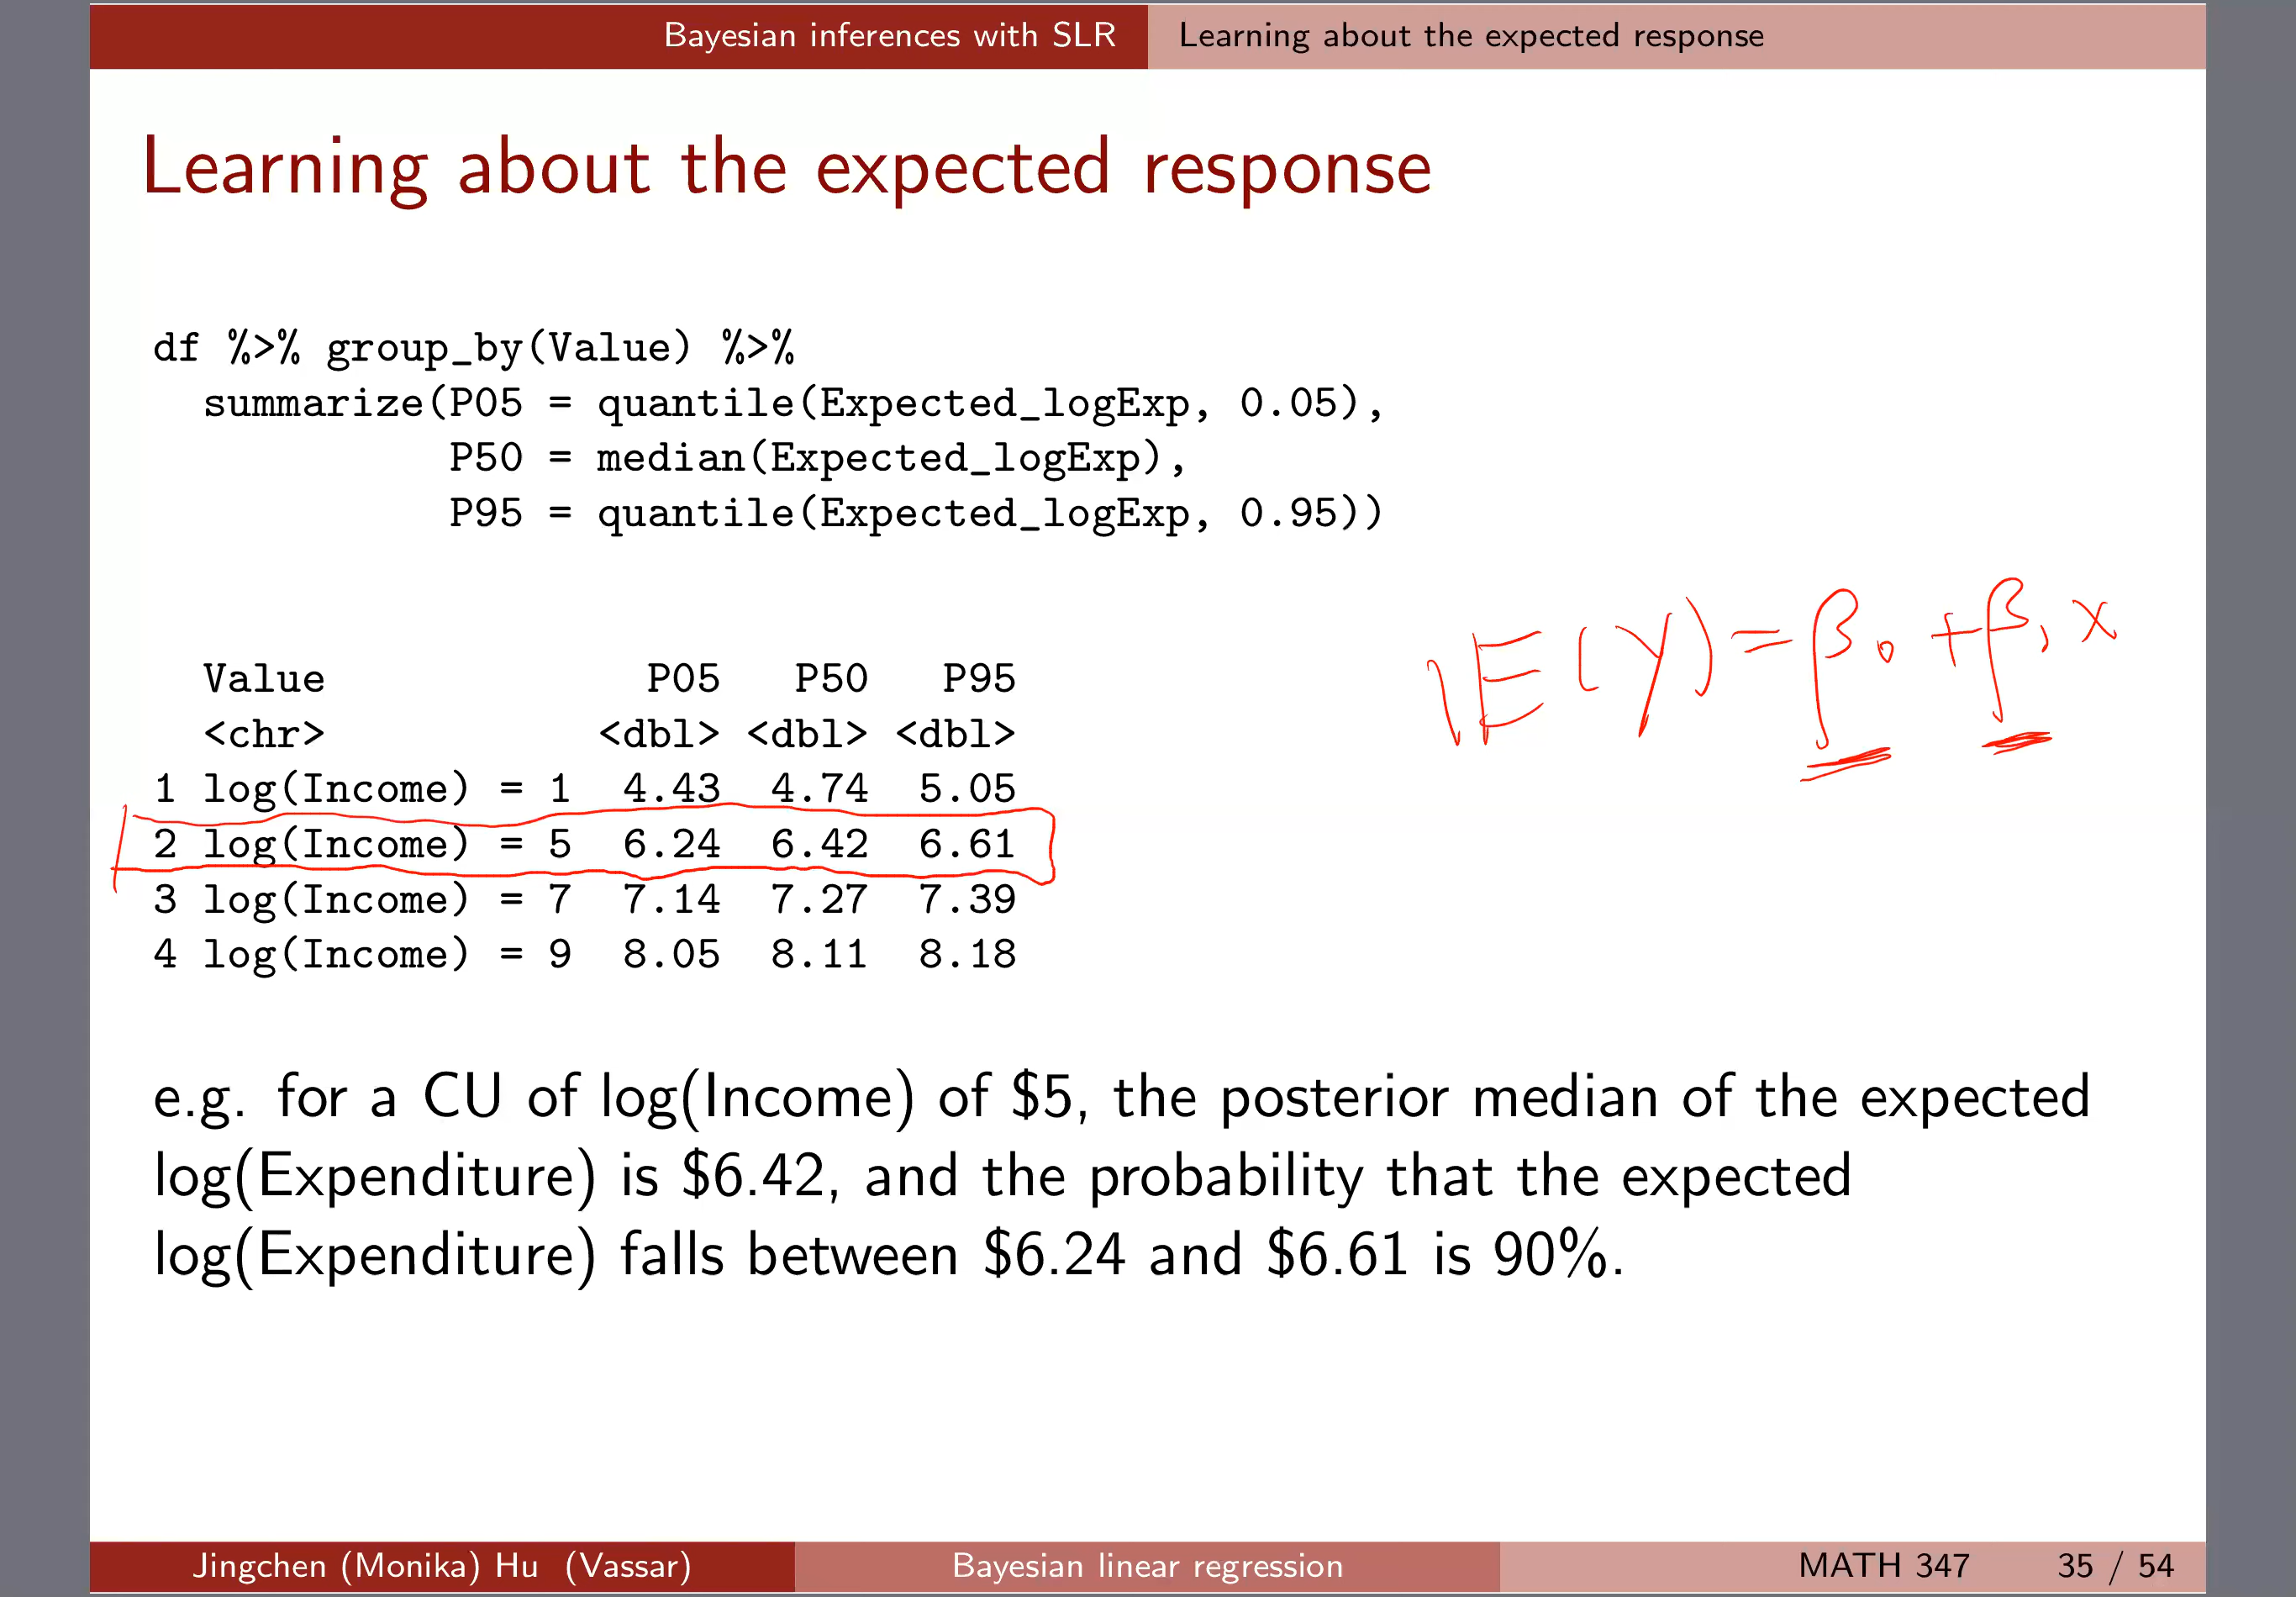 Bayesian inferences with SLR Learning about the expected response
Learning about the expected response
df %>% group_by(Value) %>%
summarize(P05 = quantile(Expected_logExp, 0.05),
P50 = median(Expected_logExp),
P95 = quantile(Expected_logExp, 0.95))
E(Y)=β₀+β₁x
Value P05 P50 P95
<chr> <dbl> <dbl> <dbl>
1 log(Income) = 1 4.43 4.74 5.05
2 log(Income) = 5 6.24 6.42 6.61
3 log(Income) = 7 7.14 7.27 7.39
4 log(Income) = 9 8.05 8.11 8.18
e.g. for a CU of log(Income) of $5, the posterior median of the expected
log(Expenditure) is $6.42, and the probability that the expected
log(Expenditure) falls between $6.24 and $6.61 is 90%.
Jingchen (Monika) Hu (Vassar) Bayesian linear regression MATH 347 35 / 54